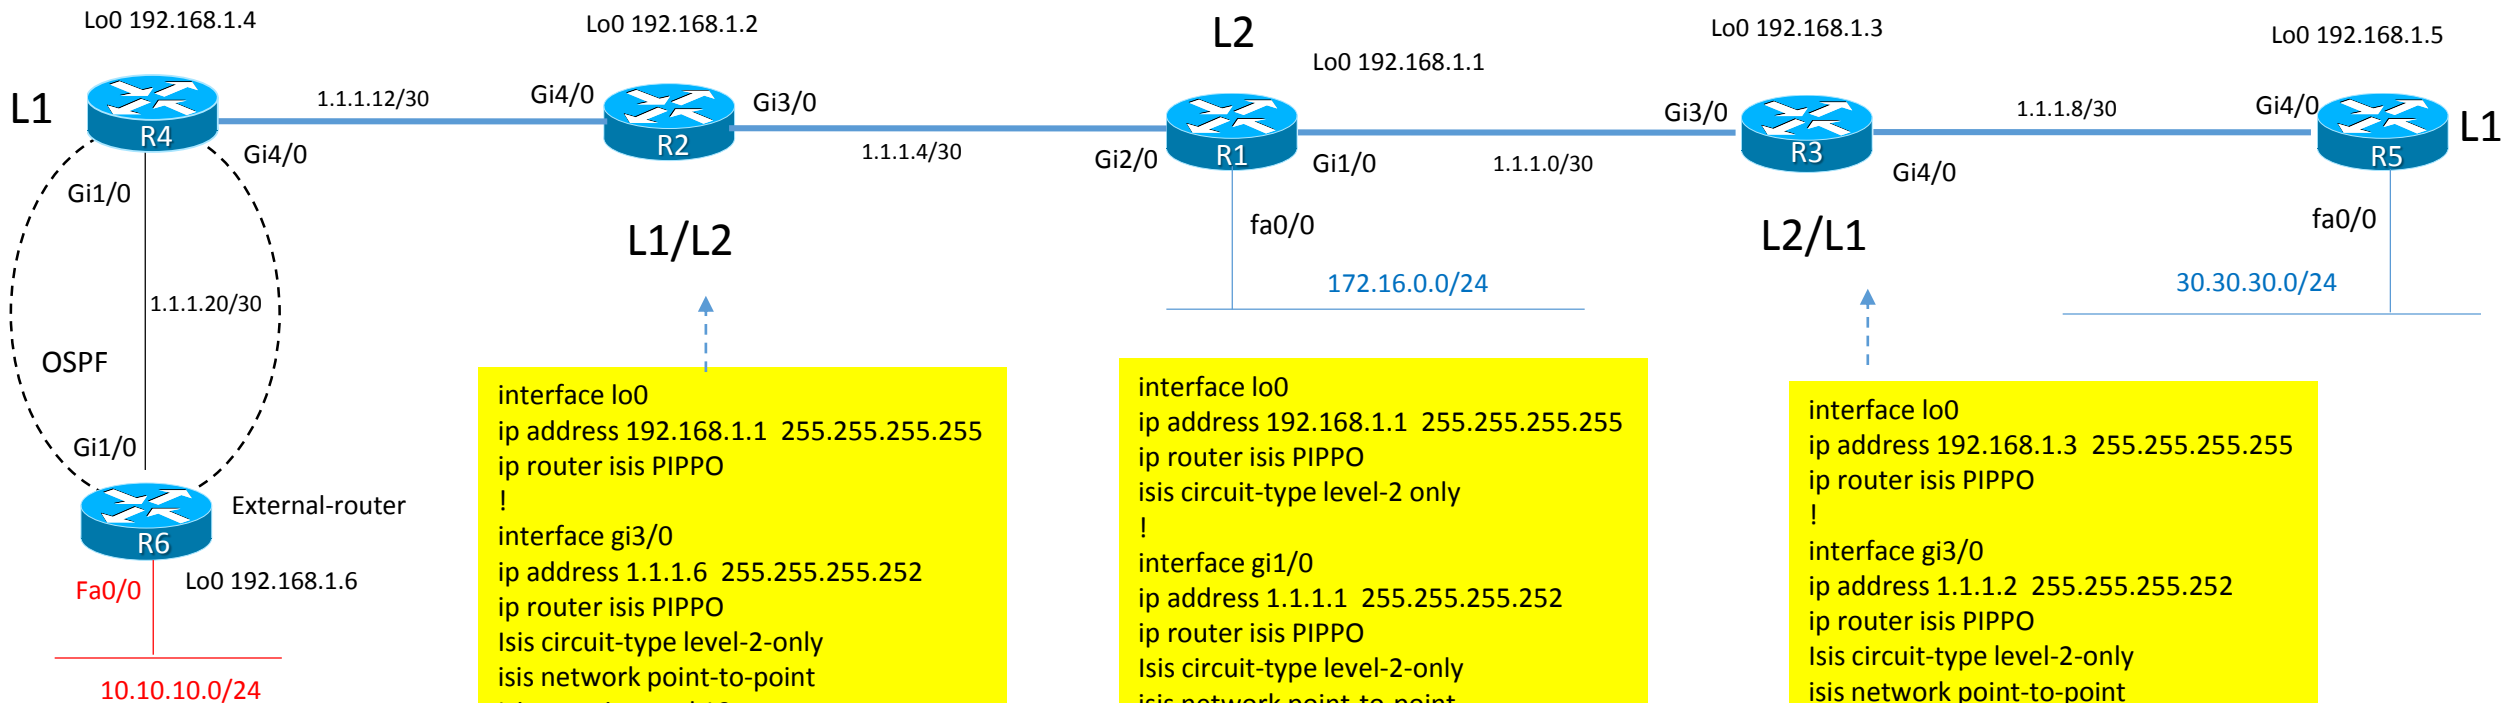 Lo0 192.168.1.4
Lo0 192.168.1.2
L2
Lo0 192.168.1.3
Lo0 192.168.1.5
Lo0 192.168.1.1
L1
R4
1.1.1.12/30
Gi4/0
R2
Gi3/0
1.1.1.4/30
Gi2/0
R1
Gi1/0
1.1.1.0/30
Gi3/0
R3
Gi4/0
1.1.1.8/30
Gi4/0
R5
L1
Gi4/0
Gi1/0
L1/L2
fa0/0
L2/L1
fa0/0
172.16.0.0/24
30.30.30.0/24
1.1.1.20/30
OSPF
Gi1/0
External-router
R6
Fa0/0
Lo0 192.168.1.6
10.10.10.0/24
interface lo0
ip address 192.168.1.1 255.255.255.255
ip router isis PIPPO
!
interface gi3/0
ip address 1.1.1.6 255.255.255.252
ip router isis PIPPO
Isis circuit-type level-2-only
isis network point-to-point
interface lo0
ip address 192.168.1.1 255.255.255.255
ip router isis PIPPO
isis circuit-type level-2 only
!
interface gi1/0
ip address 1.1.1.1 255.255.255.252
ip router isis PIPPO
Isis circuit-type level-2-only
isis network point-to-point
interface lo0
ip address 192.168.1.3 255.255.255.255
ip router isis PIPPO
!
interface gi3/0
ip address 1.1.1.2 255.255.255.252
ip router isis PIPPO
Isis circuit-type level-2-only
isis network point-to-point